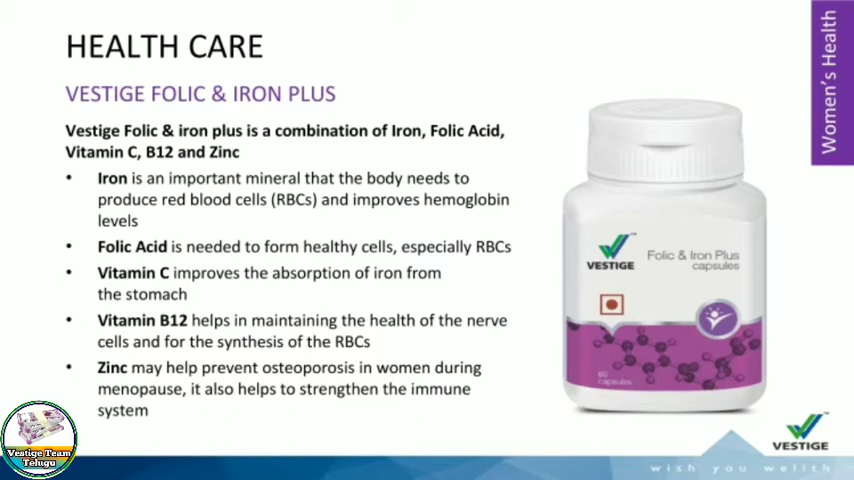 HEALTH CARE
Women's Health
VESTIGE FOLIC & IRON PLUS
Vestige Folic & iron plus is a combination of Iron, Folic Acid,
Vitamin C, B12 and Zinc
• Iron is an important mineral that the body needs to
produce red blood cells (RBCs) and improves hemoglobin
levels
• Folic Acid is needed to form healthy cells, especially RBCs
• Vitamin C improves the absorption of iron from
the stomach
• Vitamin B12 helps in maintaining the health of the nerve
cells and for the synthesis of the RBCs
• Zinc may help prevent osteoporosis in women during
menopause, it also helps to strengthen the immune
system
VESTIGE
Folic & Iron Plus
capsules
60
capsules
Vestige Team
Telugu
VESTIGE
wish you wellth